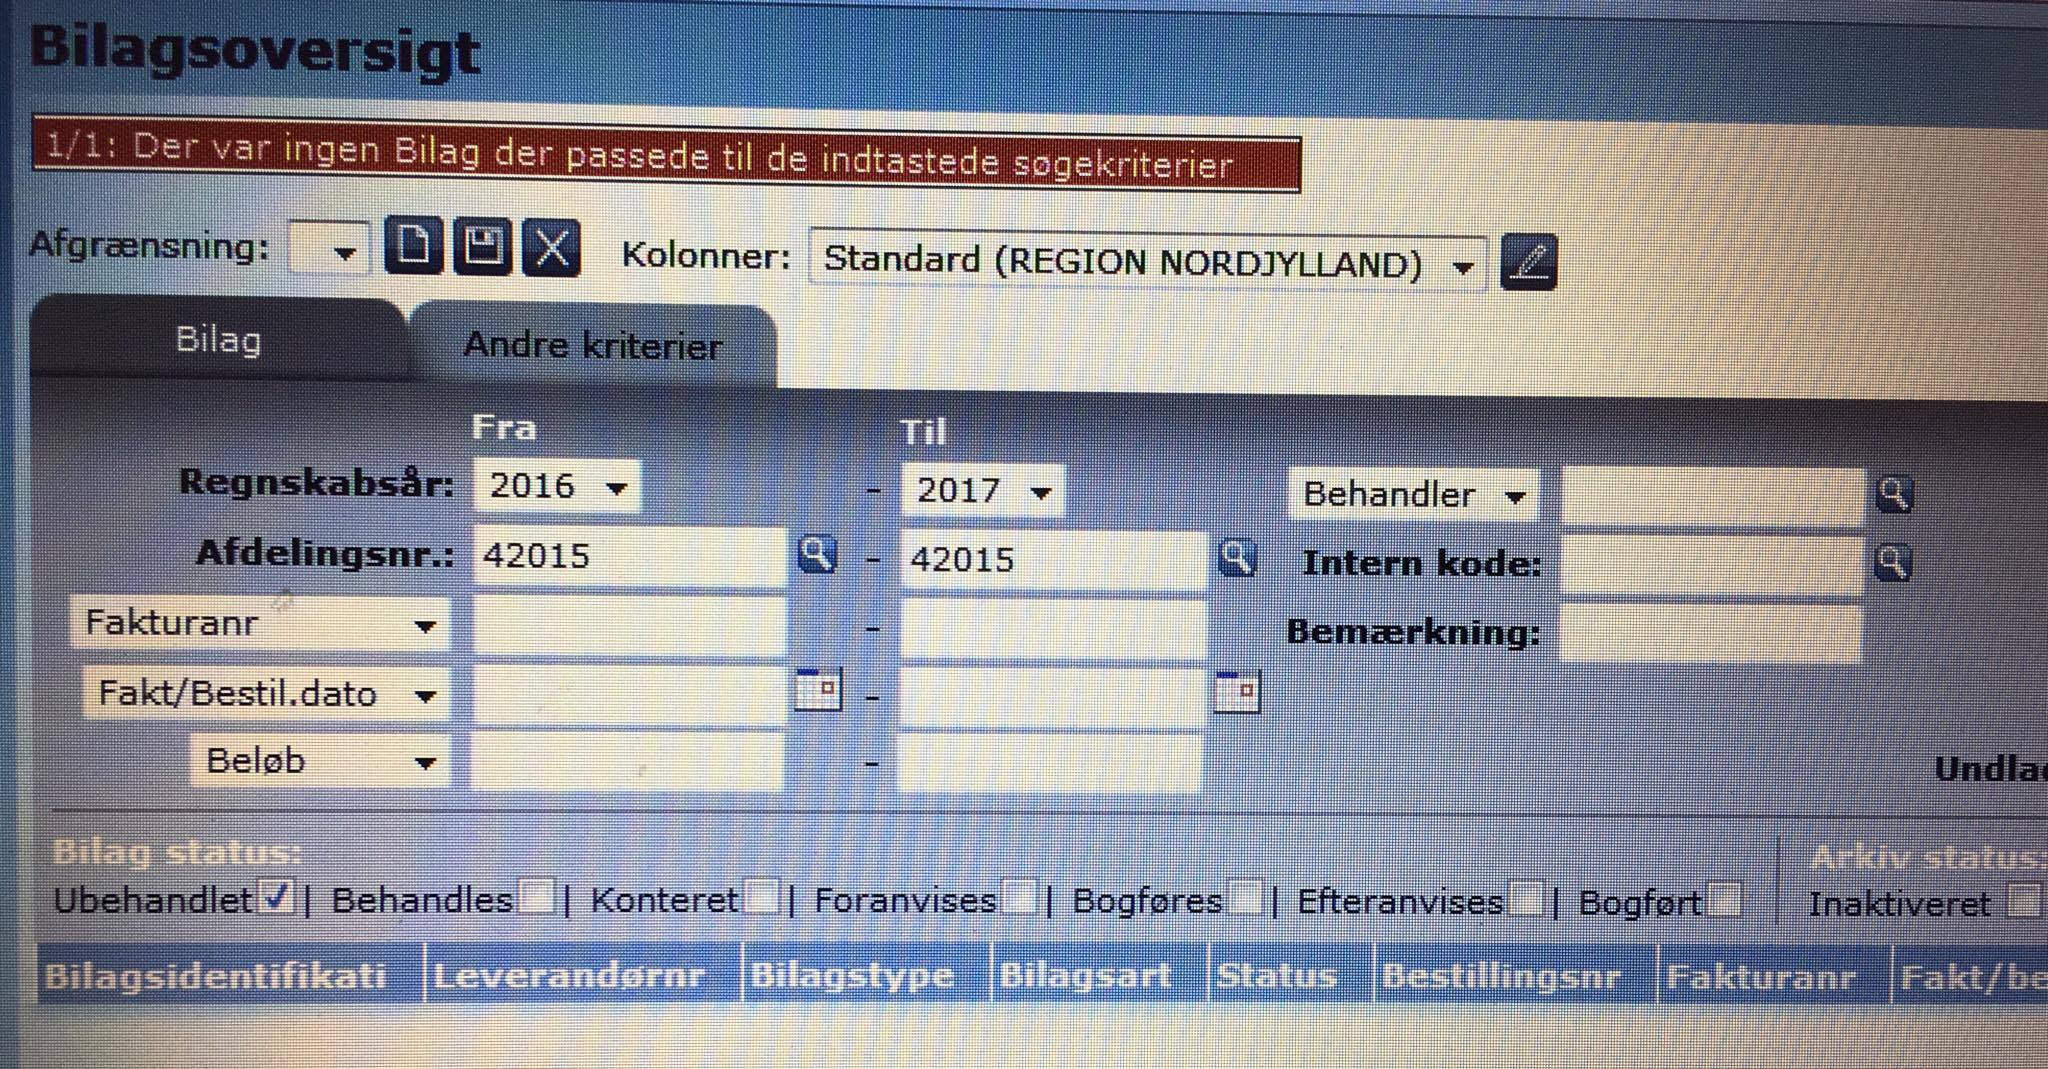 Bilagsoversigt
1/1: Der var ingen Bilag der passede til de indtastede søgekriterier
Afgrænsning: Kolonner: Standard (REGION NORDJYLLAND)
Bilag Andre kriterier
Fra Til
Regnskabsår: 2016 - 2017 Behandler
Afdelingsnr.: 42015 - 42015 Intern kode:
Fakturanr - Bemærkning:
Fakt/Bestil.dato -
Beløb -
Bilag status: Arkiv status:
Ubehandlet | Behandles | Konteret | Foranvises | Bogføres | Efteranvises | Bogført Inaktiveret
Bilagsidentifikati Leverandørnr Bilagstype Bilagsart Status Bestillingsnr Fakturanr